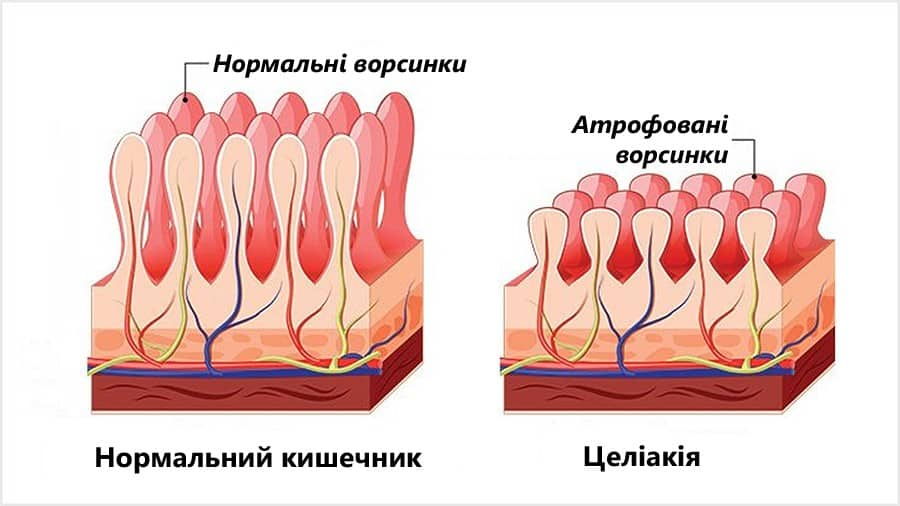 Нормальні ворсинки
Атрофовані
ворсинки
Нормальний кишечник
Целіакія